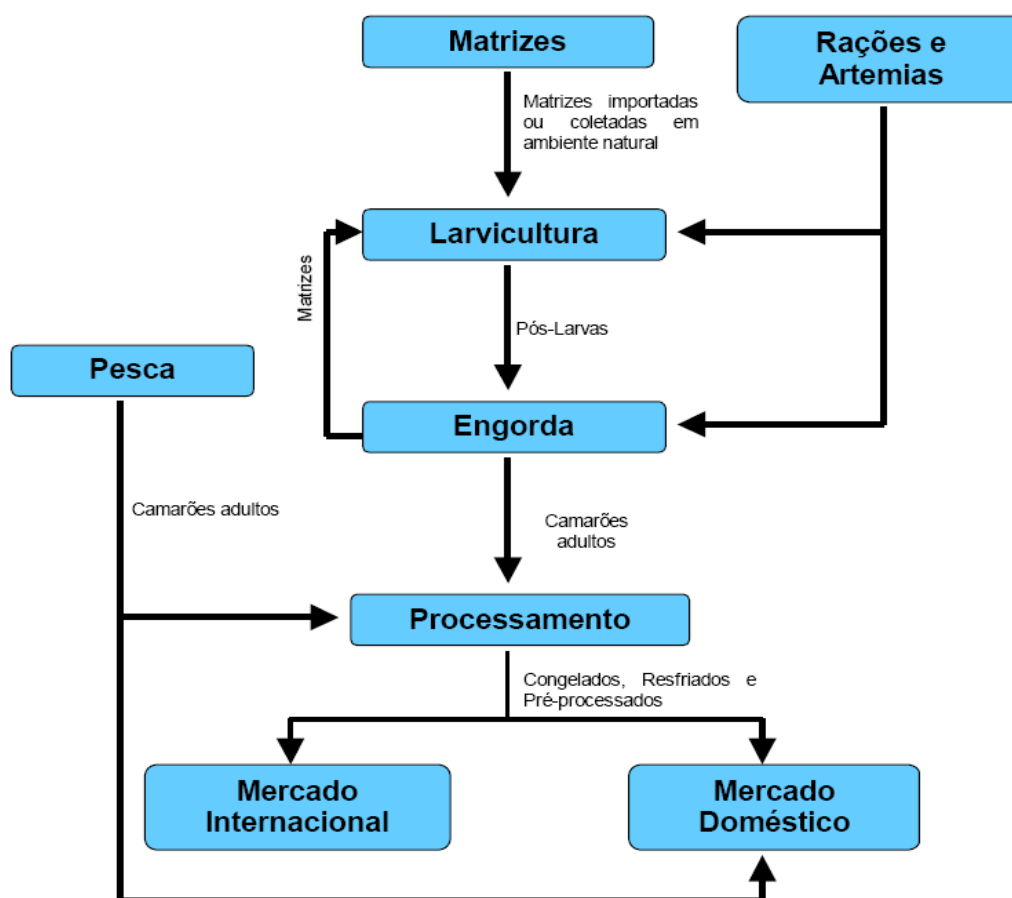 Matrizes
Rações e
Artemias
Matrizes importadas
ou coletadas em
ambiente natural
Larvicultura
Matrizes
Pós-Larvas
Pesca
Engorda
Camarões adultos
Camarões
adultos
Processamento
Congelados, Resfriados e
Pré-processados
Mercado
Internacional
Mercado
Doméstico